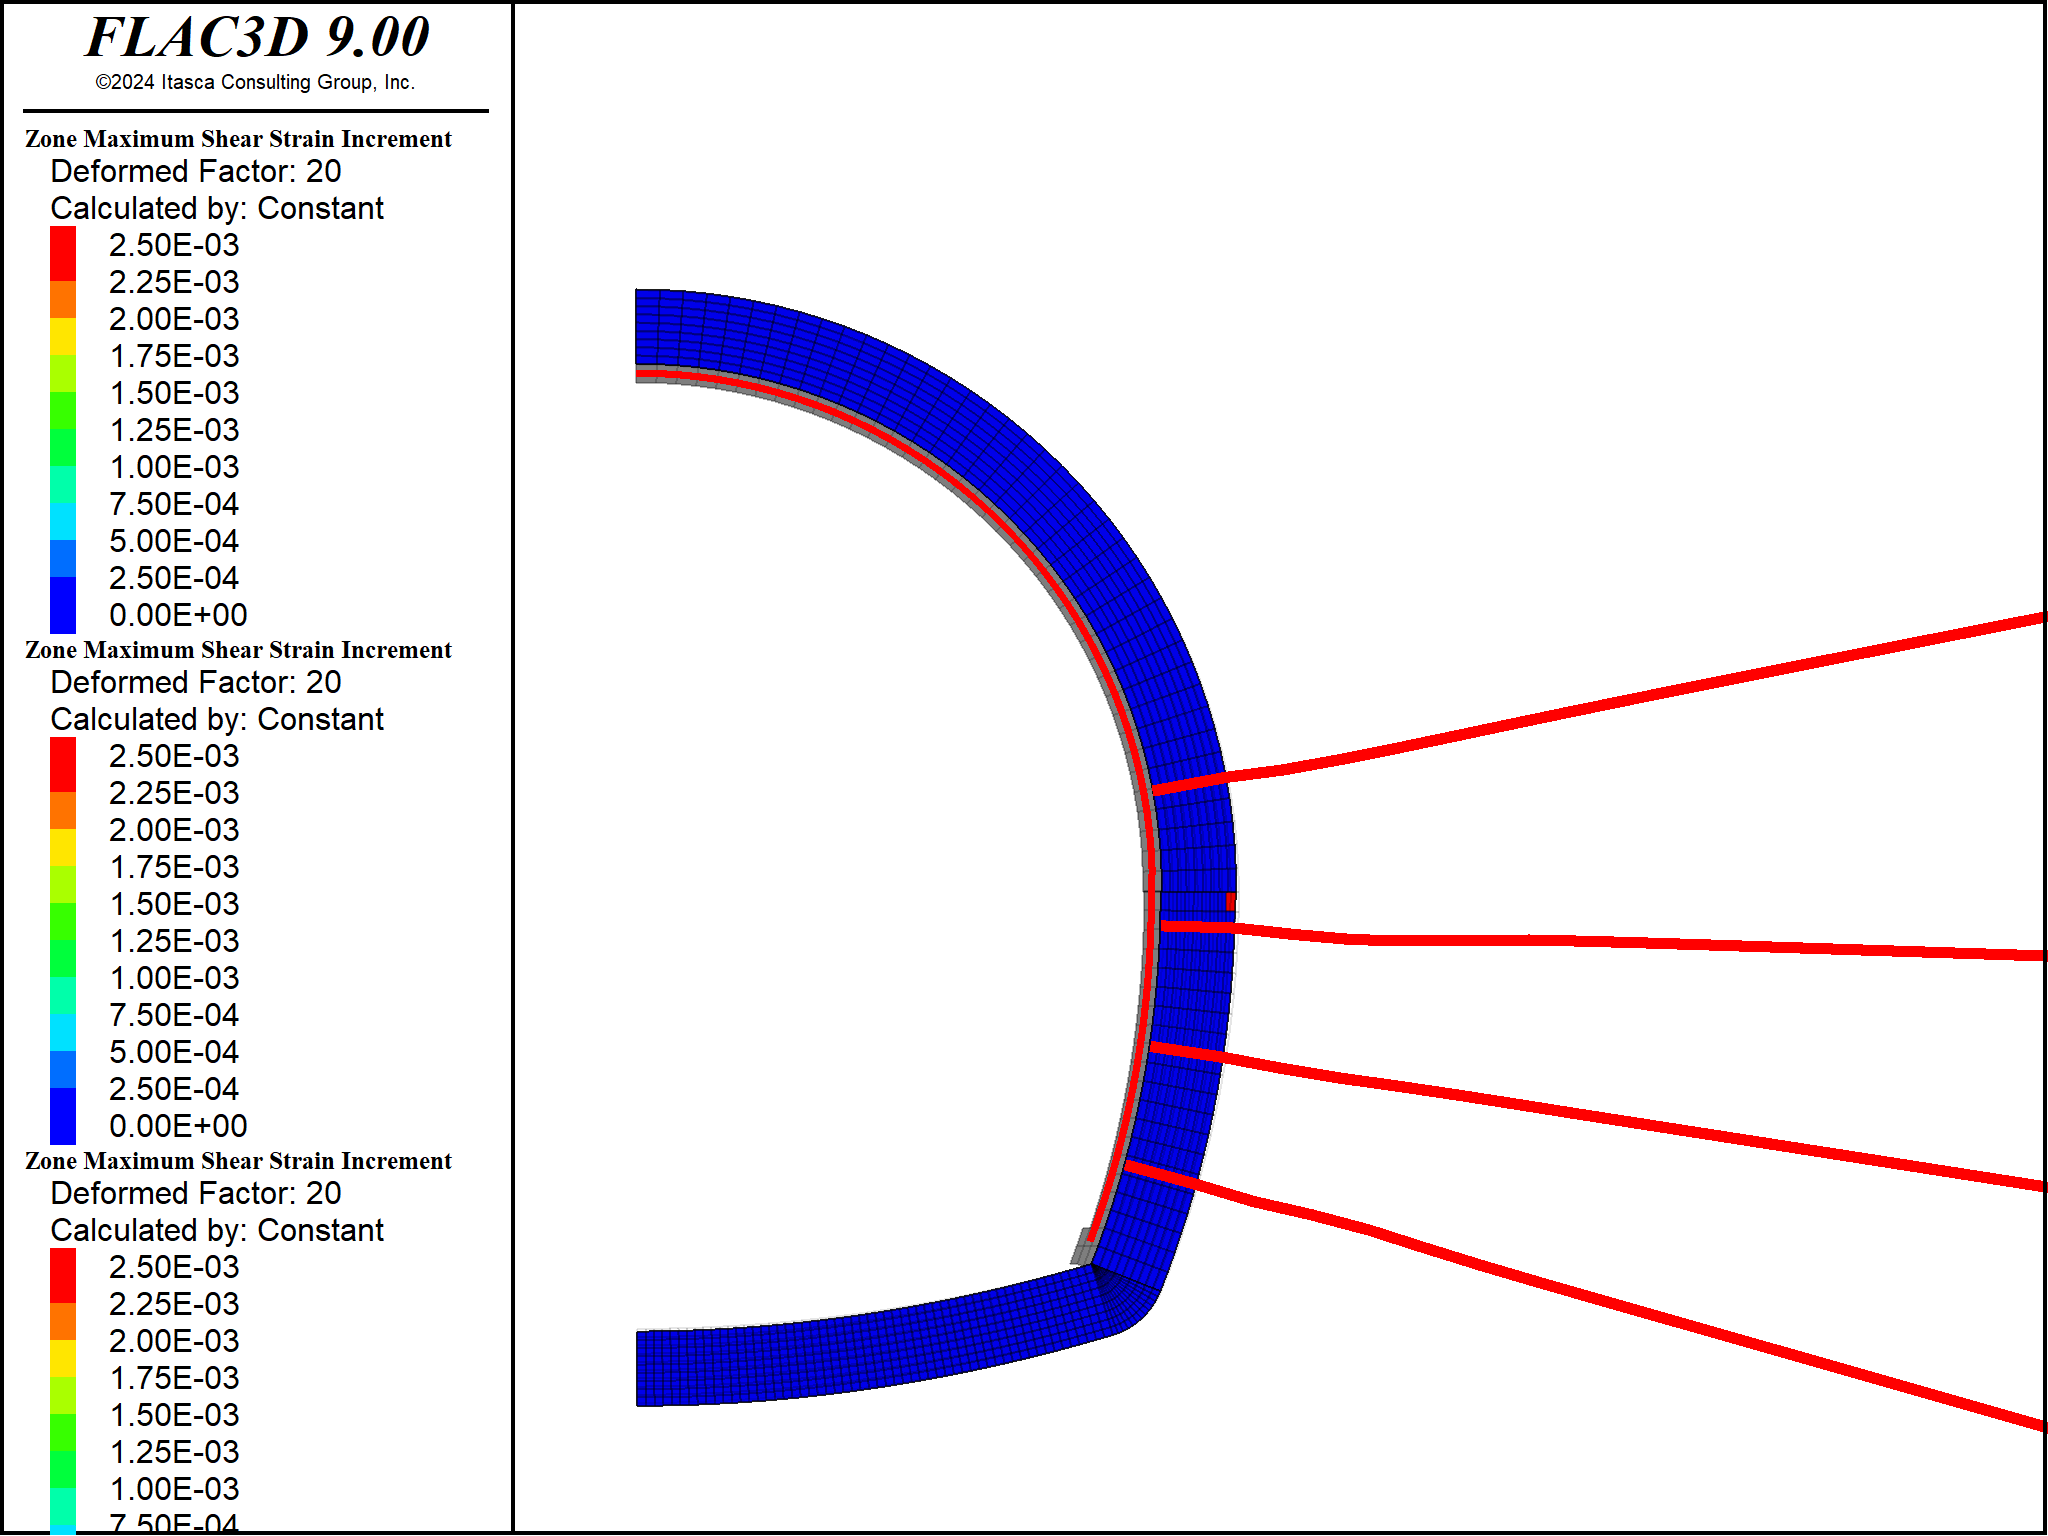 FLAC3D 9.00
©2024 Itasca Consulting Group, Inc.
Zone Maximum Shear Strain Increment
Deformed Factor: 20
Calculated by: Constant
2.50E-03
2.25E-03
2.00E-03
1.75E-03
1.50E-03
1.25E-03
1.00E-03
7.50E-04
5.00E-04
2.50E-04
0.00E+00
Zone Maximum Shear Strain Increment
Deformed Factor: 20
Calculated by: Constant
2.50E-03
2.25E-03
2.00E-03
1.75E-03
1.50E-03
1.25E-03
1.00E-03
7.50E-04
5.00E-04
2.50E-04
0.00E+00
Zone Maximum Shear Strain Increment
Deformed Factor: 20
Calculated by: Constant
2.50E-03
2.25E-03
2.00E-03
1.75E-03
1.50E-03
1.25E-03
1.00E-03
7.50E-04